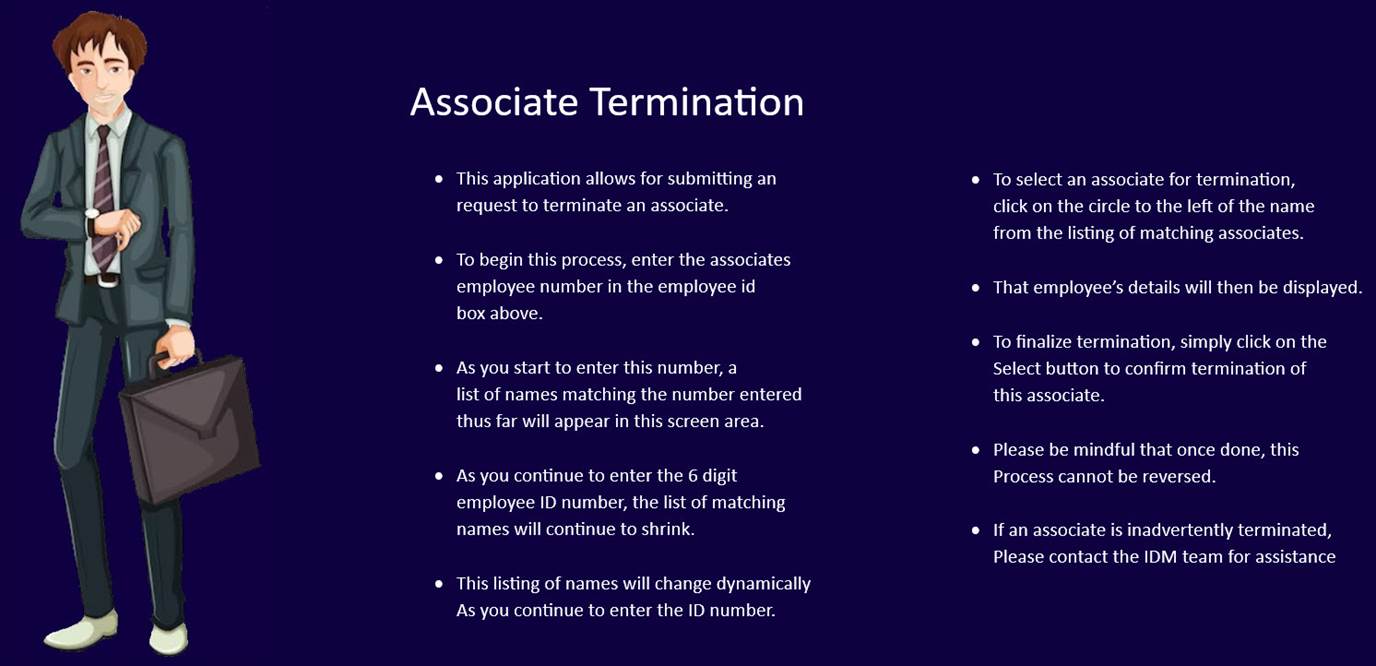 Associate Termination
• This application allows for submitting an
request to terminate an associate.
• To begin this process, enter the associates
employee number in the employee id
box above.
• As you start to enter this number, a
list of names matching the number entered
thus far will appear in this screen area.
• As you continue to enter the 6 digit
employee ID number, the list of matching
names will continue to shrink.
• This listing of names will change dynamically
As you continue to enter the ID number.
• To select an associate for termination,
click on the circle to the left of the name
from the listing of matching associates.
• That employee’s details will then be displayed.
• To finalize termination, simply click on the
Select button to confirm termination of
this associate.
• Please be mindful that once done, this
Process cannot be reversed.
• If an associate is inadvertently terminated,
Please contact the IDM team for assistance